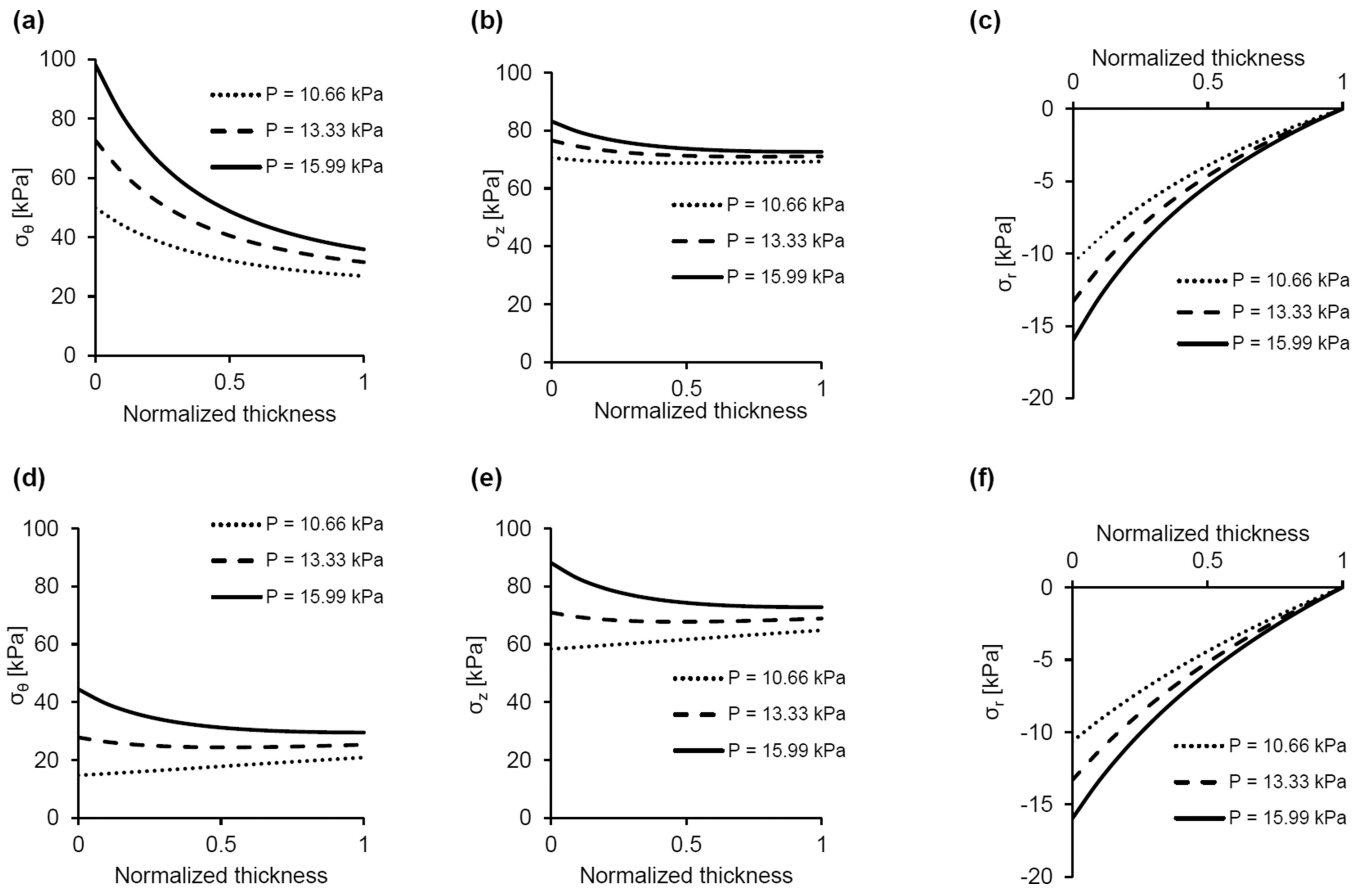 (a)
100
80
60
40
20
0
σθ [kPa]
P = 10.66 kPa
P = 13.33 kPa
P = 15.99 kPa
0
0.5
1
Normalized thickness
(b)
100
80
60
40
20
0
σz [kPa]
P = 10.66 kPa
P = 13.33 kPa
P = 15.99 kPa
0
0.5
1
Normalized thickness
(c)
Normalized thickness
0
0.5
1
0
-5
-10
-15
-20
σr [kPa]
P = 10.66 kPa
P = 13.33 kPa
P = 15.99 kPa
(d)
100
80
60
40
20
0
σθ [kPa]
P = 10.66 kPa
P = 13.33 kPa
P = 15.99 kPa
0
0.5
1
Normalized thickness
(e)
100
80
60
40
20
0
σz [kPa]
P = 10.66 kPa
P = 13.33 kPa
P = 15.99 kPa
0
0.5
1
Normalized thickness
(f)
Normalized thickness
0
0.5
1
0
-5
-10
-15
-20
σr [kPa]
P = 10.66 kPa
P = 13.33 kPa
P = 15.99 kPa